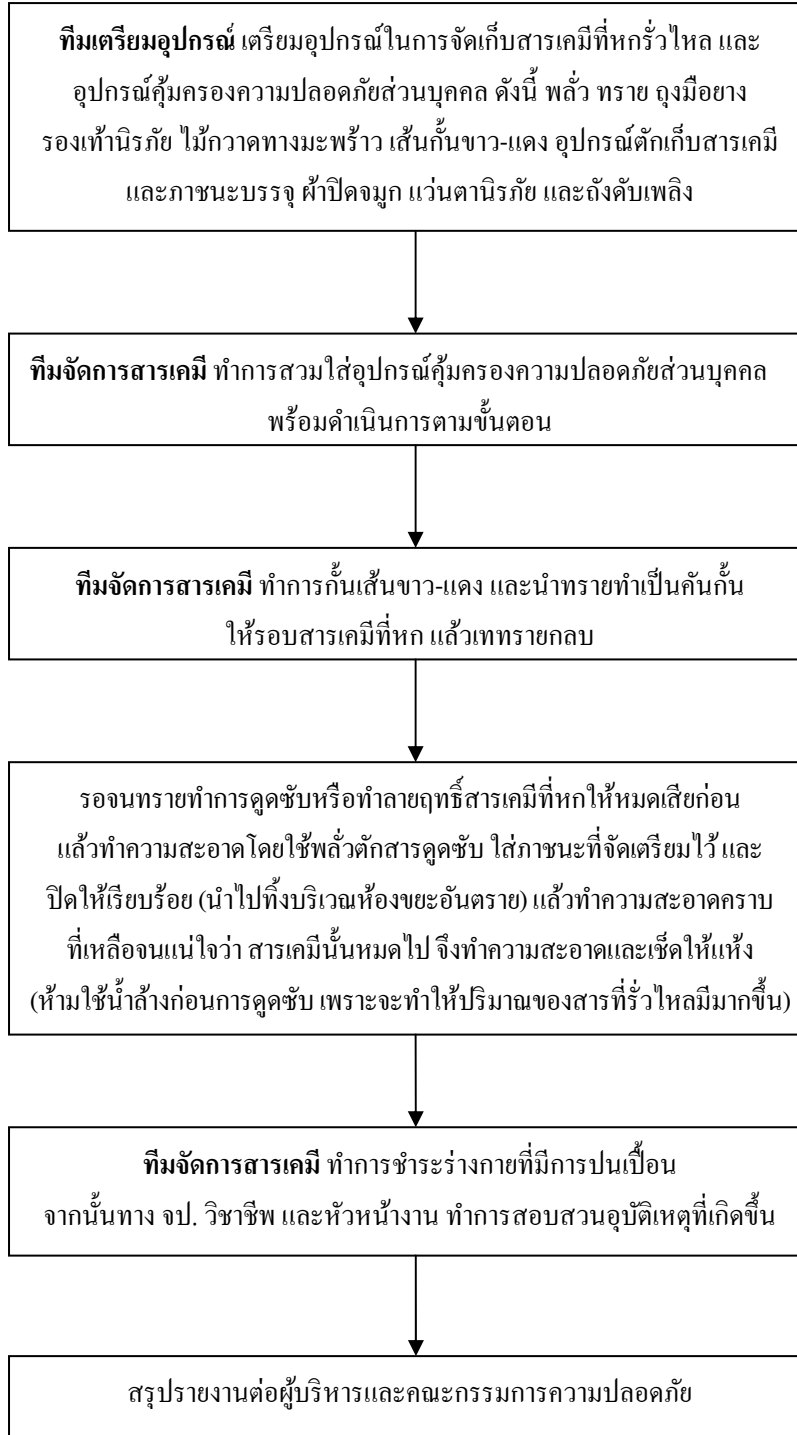 ทีมเตรียมอุปกรณ์ เตรียมอุปกรณ์ในการจัดเก็บสารเคมีที่หกรั่วไหล และ
อุปกรณ์คุ้มครองความปลอดภัยส่วนบุคคล ดังนี้ พลั่ว ทราย ถุงมือยาง
รองเท้านิรภัย ไม้กวาดทางมะพร้าว เส้นกั้นขาว-แดง อุปกรณ์ตักเก็บสารเคมี
และภาชนะบรรจุ ผ้าปิดจมูก แว่นตานิรภัย และถังดับเพลิง
ทีมจัดการสารเคมี ทำการสวมใส่อุปกรณ์คุ้มครองความปลอดภัยส่วนบุคคล
พร้อมดำเนินการตามขั้นตอน
ทีมจัดการสารเคมี ทำการกั้นเส้นขาว-แดง และนำทรายทำเป็นคันกั้น
ให้รอบสารเคมีที่หก แล้วเททรายกลบ
รอจนทรายทำการดูดซับหรือทำลายฤทธิ์สารเคมีที่หกให้หมดเสียก่อน
แล้วทำความสะอาดโดยใช้พลั่วตักสารดูดซับ ใส่ภาชนะที่จัดเตรียมไว้ และ
ปิดให้เรียบร้อย (นำไปทิ้งบริเวณห้องขยะอันตราย) แล้วทำความสะอาดคราบ
ที่เหลือจนแน่ใจว่า สารเคมีนั้นหมดไป จึงทำความสะอาดและเช็ดให้แห้ง
(ห้ามใช้น้ำล้างก่อนการดูดซับ เพราะจะทำให้ปริมาณของสารที่รั่วไหลมีมากขึ้น)
ทีมจัดการสารเคมี ทำการชำระร่างกายที่มีการปนเปื้อน
จากนั้นทาง จป. วิชาชีพ และหัวหน้างาน ทำการสอบสวนอุบัติเหตุที่เกิดขึ้น
สรุปรายงานต่อผู้บริหารและคณะกรรมการความปลอดภัย